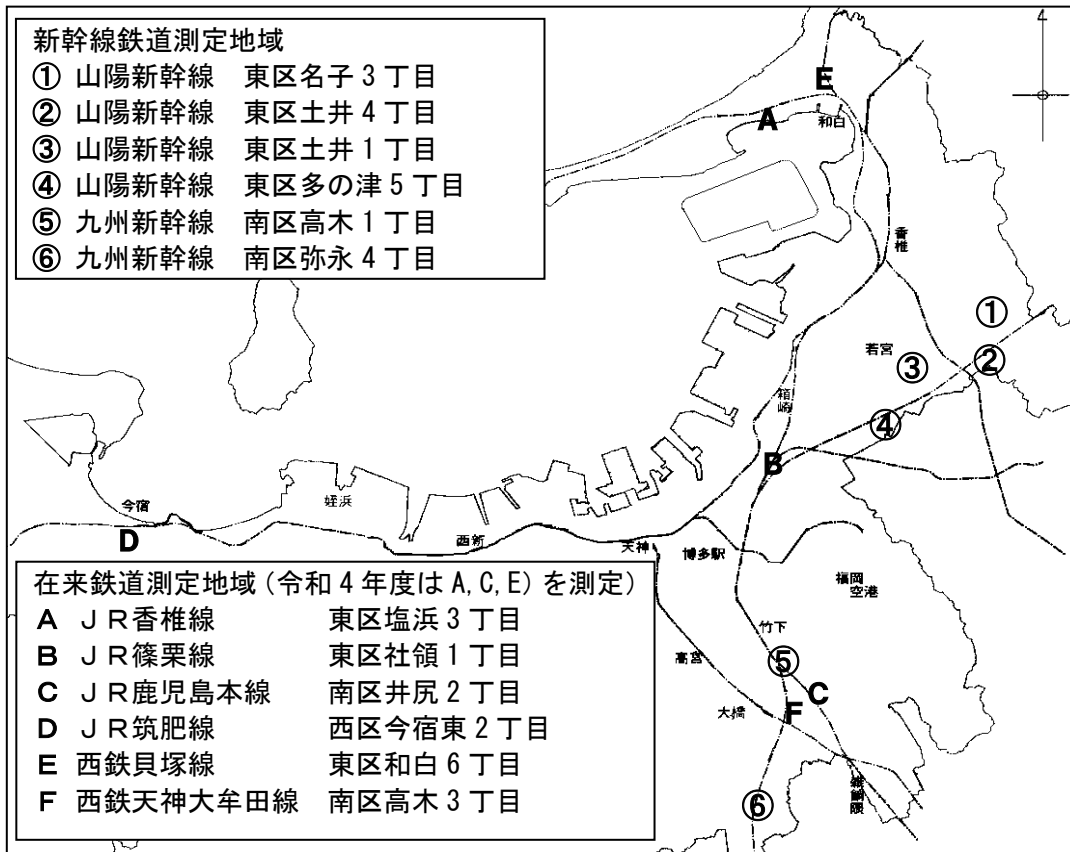 新幹線鉄道測定地域
① 山陽新幹線 東区名子3丁目
② 山陽新幹線 東区土井4丁目
③ 山陽新幹線 東区土井1丁目
④ 山陽新幹線 東区多の津5丁目
⑤ 九州新幹線 南区高木1丁目
⑥ 九州新幹線 南区弥永4丁目
4
E
A
和白
香椎
①
若宮
③
②
箱崎
④
B
今宿
姪浜
D
西新
天神
博多駅
福岡空港
竹下
高宮
⑤
C
大橋
F
雑餉隈
⑥
在来鉄道測定地域(令和4年度はA,C,E)を測定
A JR香椎線 東区塩浜3丁目
B JR篠栗線 東区社領1丁目
C JR鹿児島本線 南区井尻2丁目
D JR筑肥線 西区今宿東2丁目
E 西鉄貝塚線 東区和白6丁目
F 西鉄天神大牟田線 南区高木3丁目